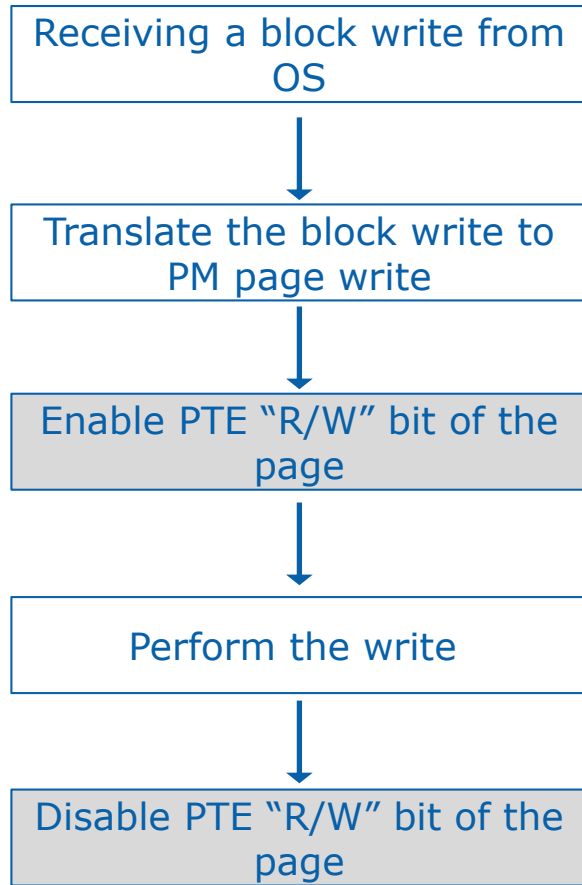 Receiving a block write from
OS
Translate the block write to
PM page write
Enable PTE “R/W” bit of the
page
Perform the write
Disable PTE “R/W” bit of the
page